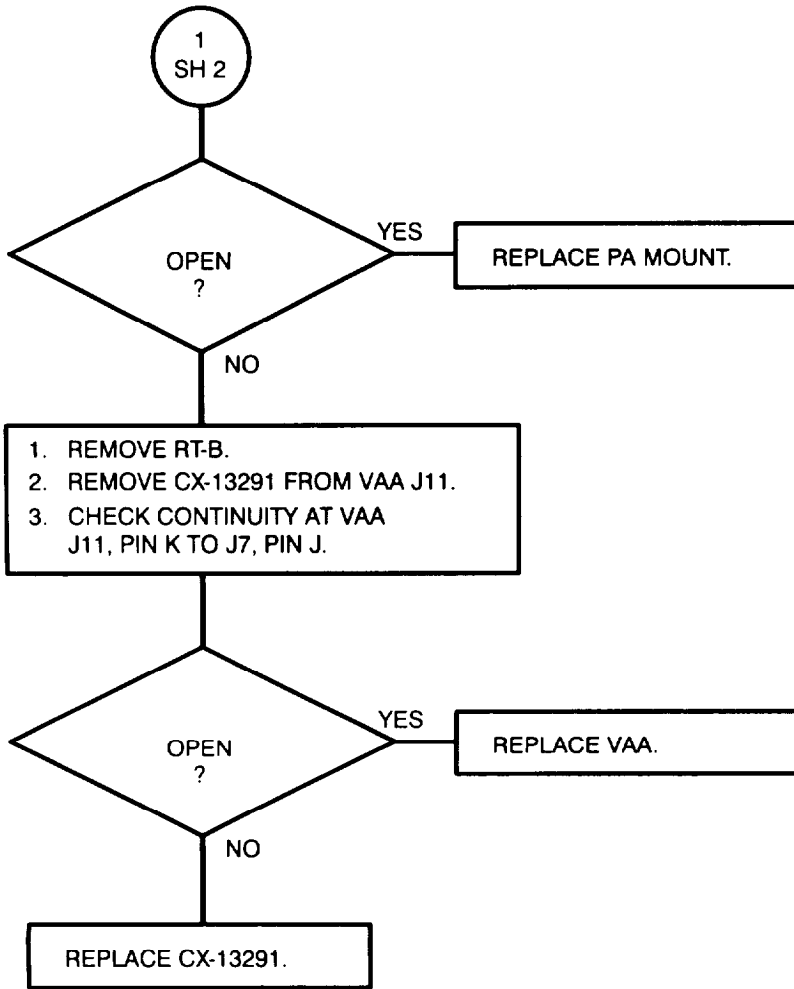 1
SH 2
OPEN
?
YES
REPLACE PA MOUNT.
NO
1. REMOVE RT-B.
2. REMOVE CX-13291 FROM VAA J11.
3. CHECK CONTINUITY AT VAA
J11, PIN K TO J7, PIN J.
OPEN
?
YES
REPLACE VAA.
NO
REPLACE CX-13291.